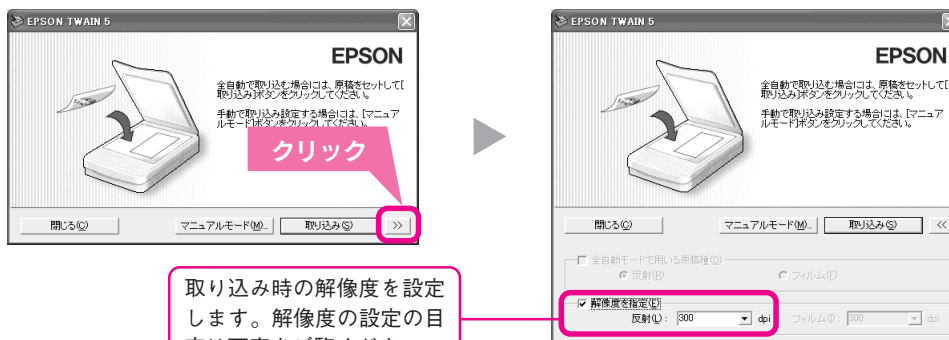 EPSON TWAIN 5
EPSON
全自動で取り込む場合には、原稿をセットして[
取り込み]ボタンをクリックしてください。
手動で取り込み設定する場合には、[マニュア
ルモード]ボタンをクリックしてください。
クリック
閉じる(C)
マニュアルモード(M)...
取り込み(S)
>>
取り込み時の解像度を設定
します。解像度の設定の目
EPSON TWAIN 5
EPSON
全自動で取り込む場合には、原稿をセットして[
取り込み]ボタンをクリックしてください。
手動で取り込み設定する場合には、[マニュア
ルモード]ボタンをクリックしてください。
閉じる(C)
マニュアルモード(M)...
取り込み(S)
<<
全自動モードで用いる原稿種(D)
反射(R)
フィルム(F)
解像度を指定(E)
反射(L): 300 dpi
フィルム(I): 300 dpi